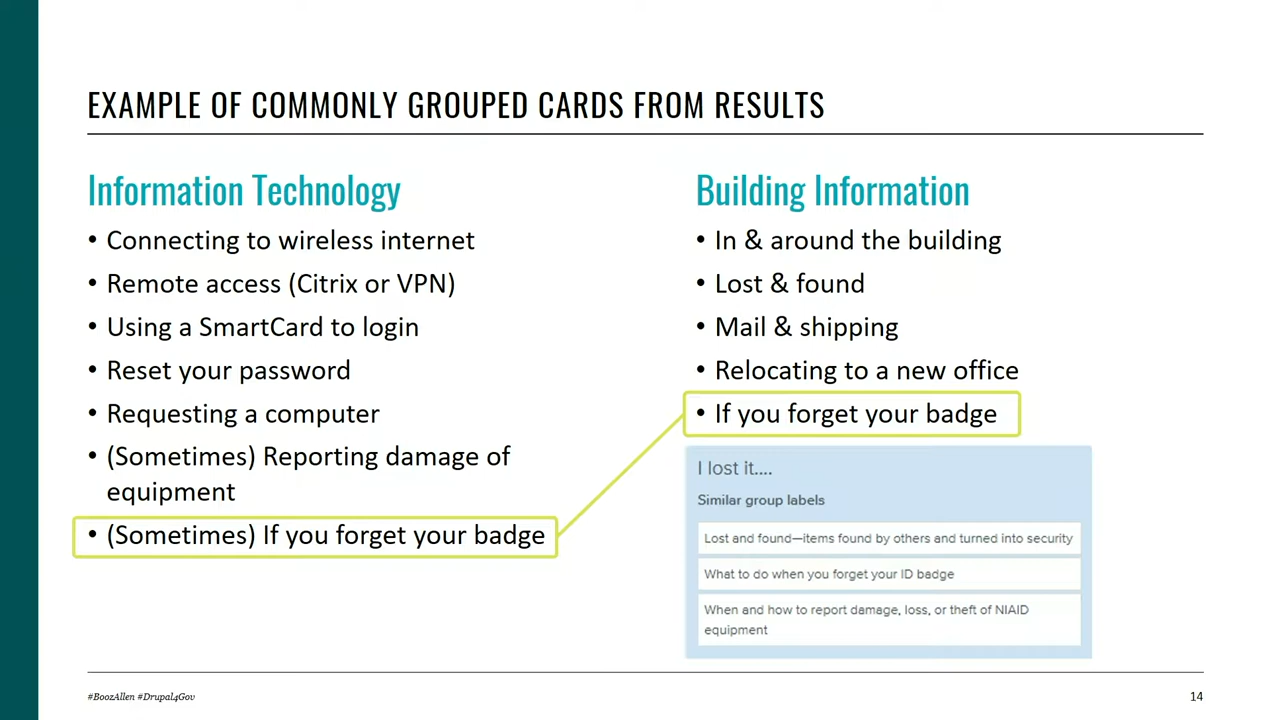 EXAMPLE OF COMMONLY GROUPED CARDS FROM RESULTS
Information Technology
• Connecting to wireless internet
• Remote access (Citrix or VPN)
• Using a SmartCard to login
• Reset your password
• Requesting a computer
• (Sometimes) Reporting damage of
equipment
• (Sometimes) If you forget your badge
Building Information
• In & around the building
• Lost & found
• Mail & shipping
• Relocating to a new office
• If you forget your badge
I lost it....
Similar group labels
Lost and found—items found by others and turned into security
What to do when you forget your ID badge
When and how to report damage, loss, or theft of NIAID
equipment
#BoozAllen #Drupal4Gov
14